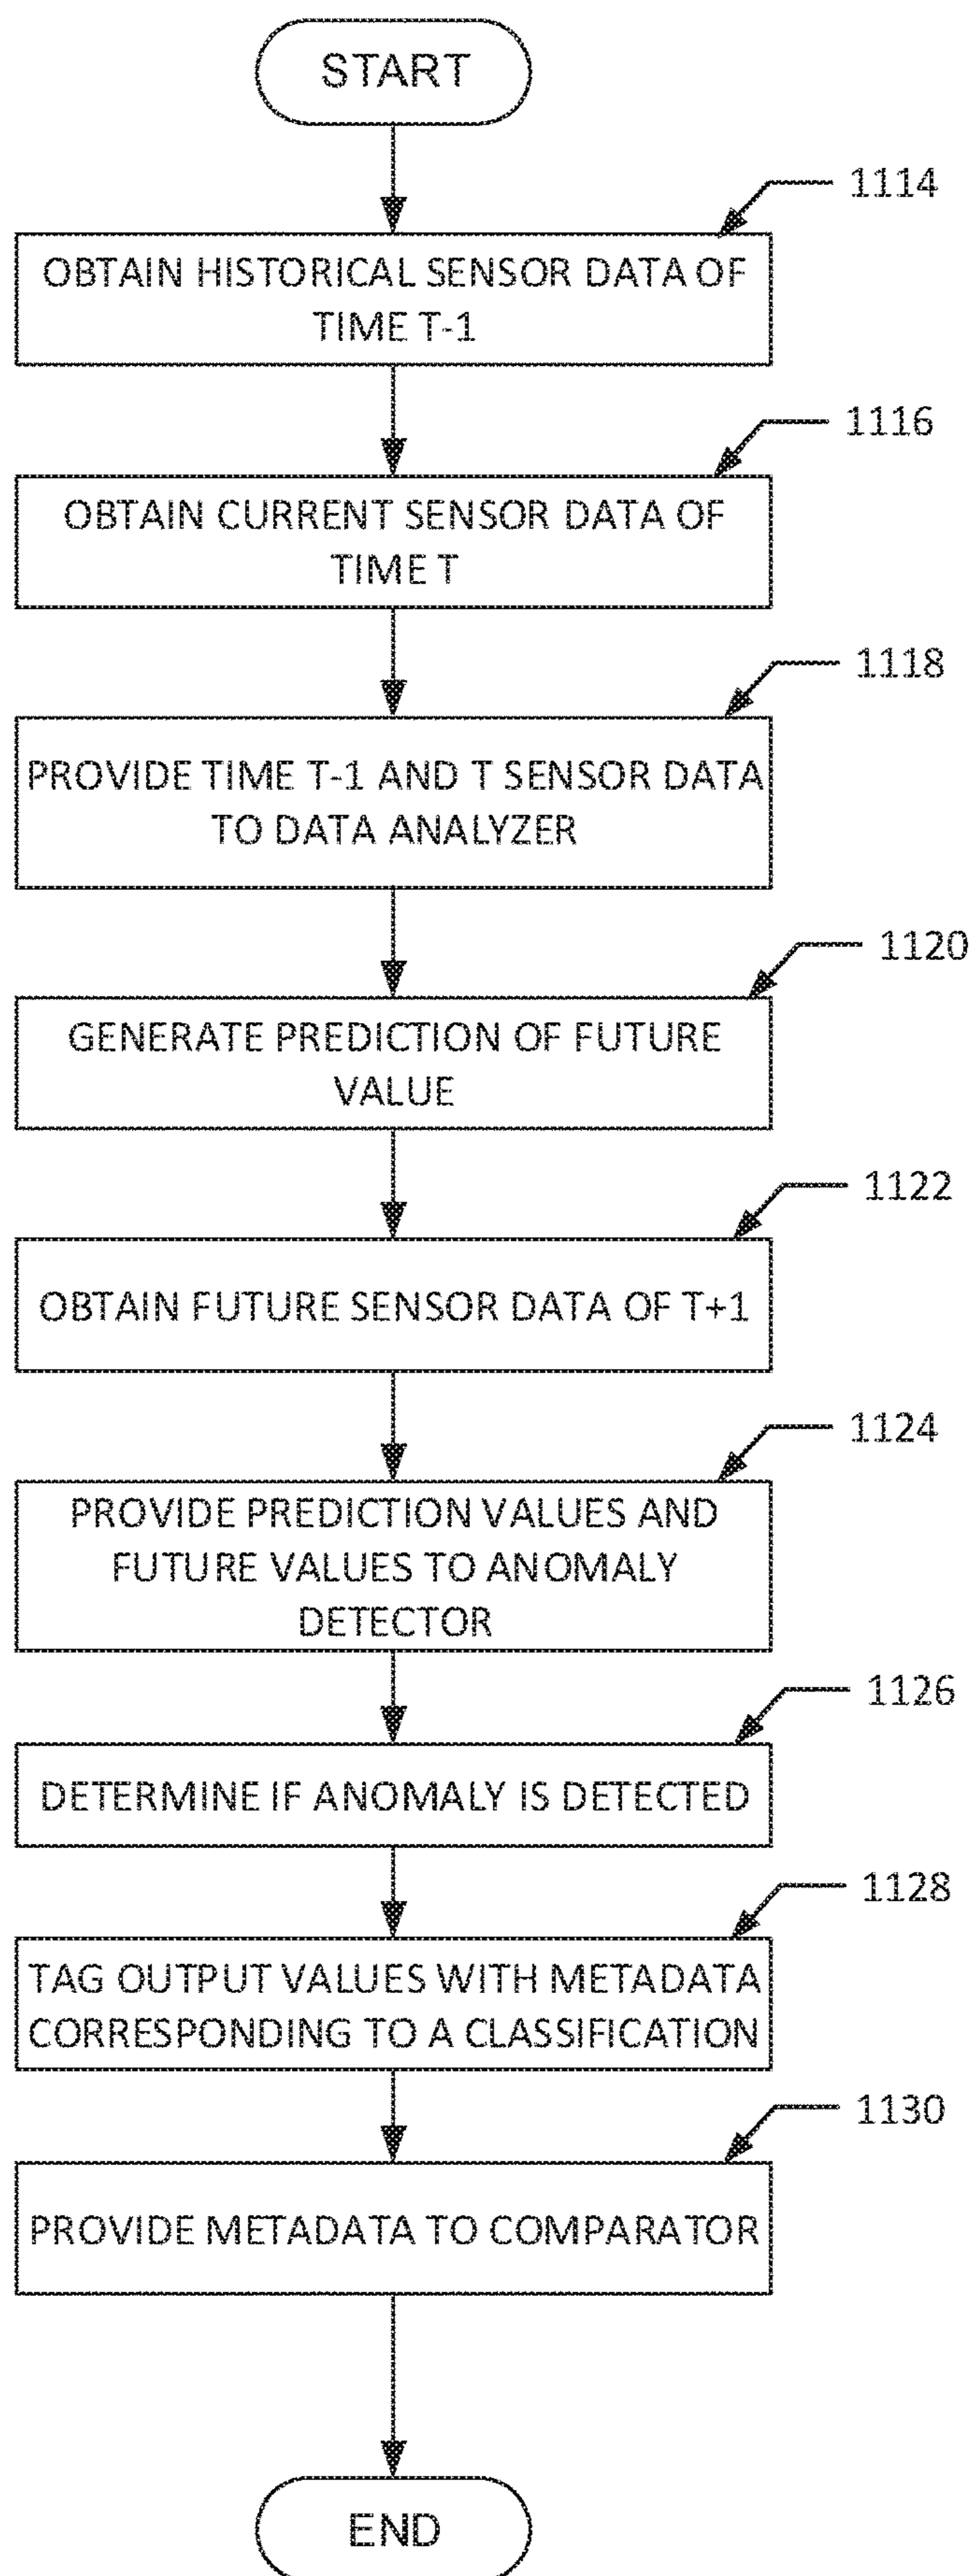 START
1114
OBTAIN HISTORICAL SENSOR DATA OF
TIME T-1
1116
OBTAIN CURRENT SENSOR DATA OF
TIME T
1118
PROVIDE TIME T-1 AND T SENSOR DATA
TO DATA ANALYZER
1120
GENERATE PREDICTION OF FUTURE
VALUE
1122
OBTAIN FUTURE SENSOR DATA OF T+1
1124
PROVIDE PREDICTION VALUES AND
FUTURE VALUES TO ANOMALY
DETECTOR
1126
DETERMINE IF ANOMALY IS DETECTED
1128
TAG OUTPUT VALUES WITH METADATA
CORRESPONDING TO A CLASSIFICATION
1130
PROVIDE METADATA TO COMPARATOR
END